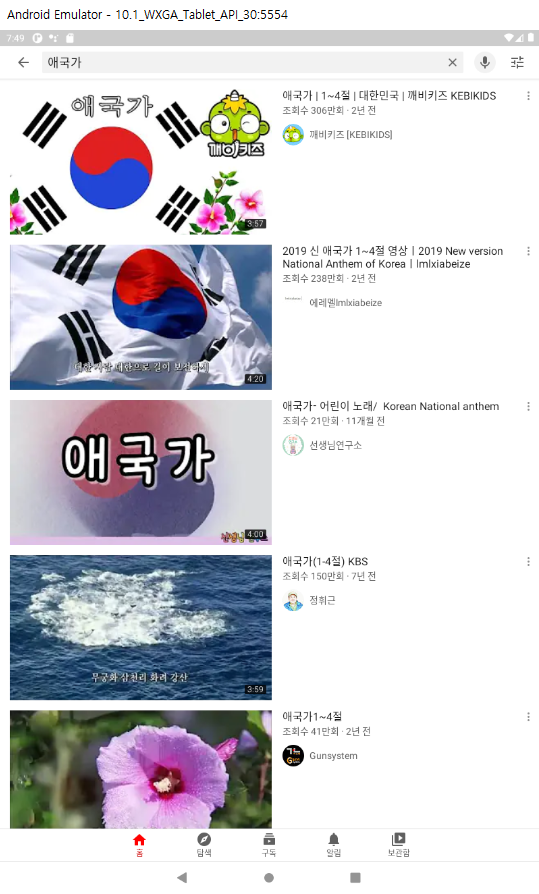 Android Emulator - 10.1_WXGA_Tablet_API_30:5554
7:49
애국가
애국가
깨비키즈
3:57
애국가 | 1~4절 | 대한민국 | 깨비키즈 KEBIKIDS
조회수 306만회 · 2년 전
깨비키즈 [KEBIKIDS]
대한 사람 대한으로 길이 보전하세
4:20
2019 신 애국가 1~4절 영상ㅣ2019 New version
National Anthem of Korea ㅣlmlxiabeize
조회수 238만회 · 2년 전
에레멜lmlxiabeize
애국가
4:00
애국가- 어린이 노래/ Korean National anthem
조회수 21만회 · 11개월 전
선생님연구소
무궁화 삼천리 화려 강산
3:59
애국가(1-4절) KBS
조회수 150만회 · 7년 전
정휘근
애국가1~4절
조회수 41만회 · 2년 전
Gunsystem
홈
탐색
구독
알림
보관함